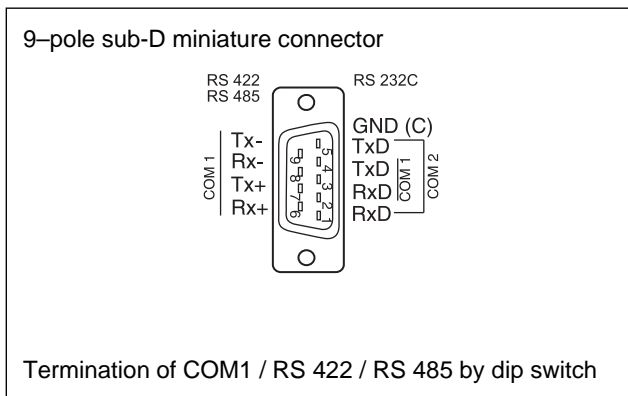 9–pole sub-D miniature connector
RS 422
RS 485
RS 232C
COM 1
Tx-
Rx-
Tx+
Rx+
9
8
7
6
5
4
3
2
1
GND (C)
TxD
TxD
RxD
RxD
COM 1
COM 2
Termination of COM1 / RS 422 / RS 485 by dip switch